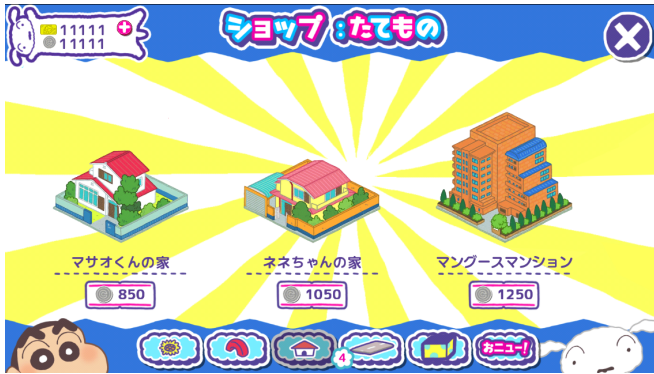 11111
11111
ショップ:たてもの
マサオくんの家
ネネちゃんの家
マングースマンション
850
1050
1250
4
おニュー!